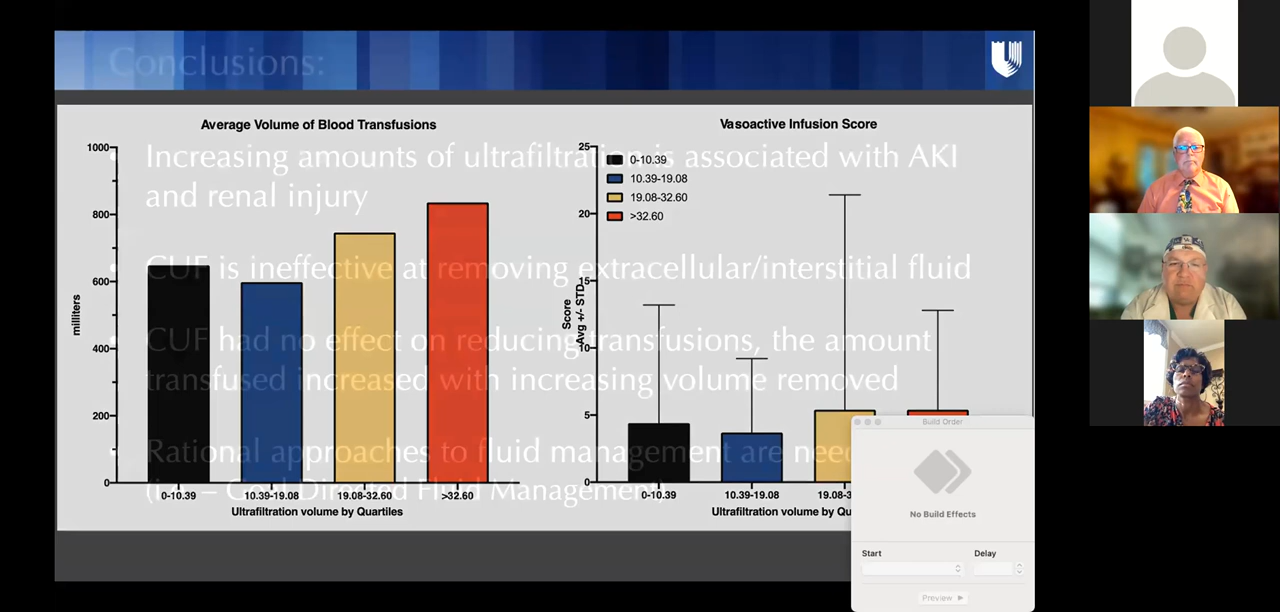 Conclusions:
Average Volume of Blood Transfusions
1000
800
600
400
200
0
milliters
0-10.39
10.39-19.08
19.08-32.60
>32.60
Ultrafiltration volume by Quartiles
Vasoactive Infusion Score
25
20
15
10
5
0
Score
Avg +/- STD
0-10.39
10.39-19.08
19.08-32.60
>32.60
0-10.39
10.39-19.08
19.08-3
Ultrafiltration volume by Qu
• Increasing amounts of ultrafiltration is associated with AKI
and renal injury
• CUF is ineffective at removing extracellular/interstitial fluid
• CUF had no effect on reducing transfusions, the amount
transfused increased with increasing volume removed
• Rational approaches to fluid management are nee
Goal Directed Fluid Management
Build Order
No Build Effects
Start
Delay
Preview